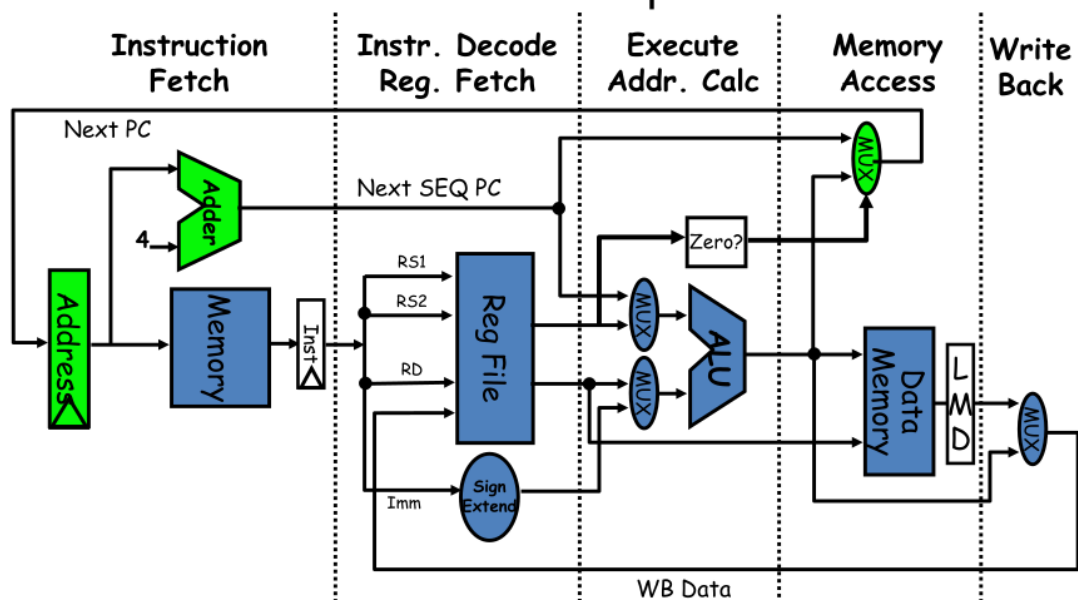 Instruction
Fetch
Instr. Decode
Reg. Fetch
Execute
Addr. Calc
Memory
Access
Write
Back
Next PC
Adder
4
Next SEQ PC
MUX
Zero?
RS1
RS2
RD
Imm
Address
Memory
Inst
Reg File
Sign
Extend
MUX
MUX
ALU
Data
Memory
L
M
D
MUX
WB Data